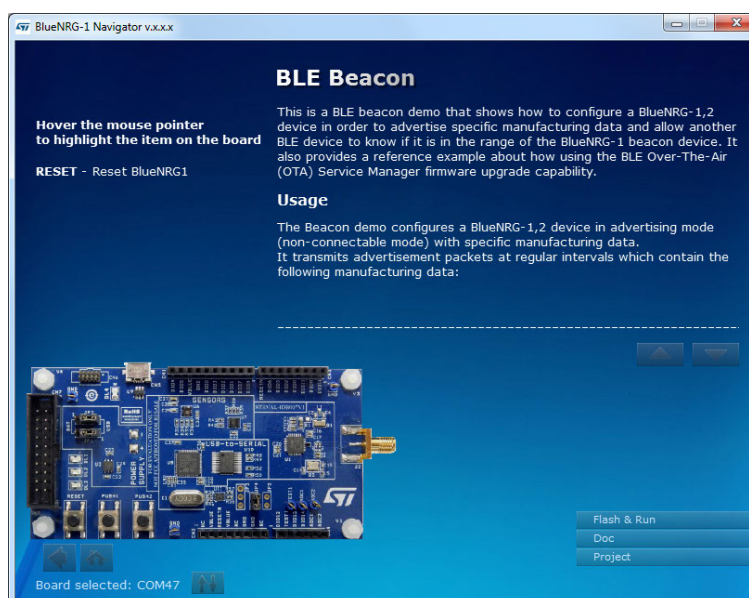 BlueNRG-1 Navigator v.x.x.x
BLE Beacon
Hover the mouse pointer
to highlight the item on the board
RESET - Reset BlueNRG1
This is a BLE beacon demo that shows how to configure a BlueNRG-1,2
device in order to advertise specific manufacturing data and allow another
BLE device to know if it is in the range of the BlueNRG-1 beacon device. It
also provides a reference example about how using the BLE Over-The-Air
(OTA) Service Manager firmware upgrade capability.
Usage
The Beacon demo configures a BlueNRG-1,2 device in advertising mode
(non-connectable mode) with specific manufacturing data.
It transmits advertisement packets at regular intervals which contain the
following manufacturing data:
SENSORS
RoHS
USB-to-SERIAL
POWER
SUPPLY
RESET
PUSH1
PUSH2
Flash & Run
Doc
Project
Board selected: COM47